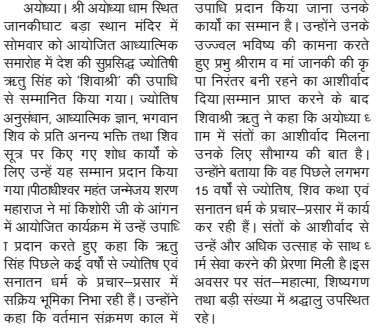 अयोध्या। श्री अयोध्या धाम स्थित
जानकीघाट बड़ा स्थान मंदिर में
सोमवार को आयोजित आध्यात्मिक
समारोह में देश की सुप्रसिद्ध ज्योतिषी
ऋतु सिंह को 'शिवाश्री' की उपाधि
से सम्मानित किया गया। ज्योतिष
अनुसंधान, आध्यात्मिक ज्ञान, भगवान
शिव के प्रति अनन्य भक्ति तथा शिव
सूत्र पर किए गए शोध कार्यों के
लिए उन्हें यह सम्मान प्रदान किया
गया।पीठाधीश्वर महंत जन्मेजय शरण
महाराज ने मां किशोरी जी के आंगन
में आयोजित कार्यक्रम में उन्हें उपाधि
ा प्रदान करते हुए कहा कि ऋतु
सिंह पिछले कई वर्षों से ज्योतिष एवं
सनातन धर्म के प्रचार–प्रसार में
सक्रिय भूमिका निभा रही हैं। उन्होंने
कहा कि वर्तमान संक्रमण काल में
उपाधि प्रदान किया जाना उनके
कार्यों का सम्मान है। उन्होंने उनके
उज्ज्वल भविष्य की कामना करते
हुए प्रभु श्रीराम व मां जानकी की कृ
पा निरंतर बनी रहने का आशीर्वाद
दिया।सम्मान प्राप्त करने के बाद
शिवाश्री ऋतु ने कहा कि अयोध्या ध
ाम में संतों का आशीर्वाद मिलना
उनके लिए सौभाग्य की बात है।
उन्होंने बताया कि वह पिछले लगभग
15 वर्षों से ज्योतिष, शिव कथा एवं
सनातन धर्म के प्रचार–प्रसार में कार्य
कर रही हैं। संतों के आशीर्वाद से
उन्हें और अधिक उत्साह के साथ ध
ार्म सेवा करने की प्रेरणा मिली है।इस
अवसर पर संत–महात्मा, शिष्यगण
तथा बड़ी संख्या में श्रद्धालु उपस्थित
रहे।